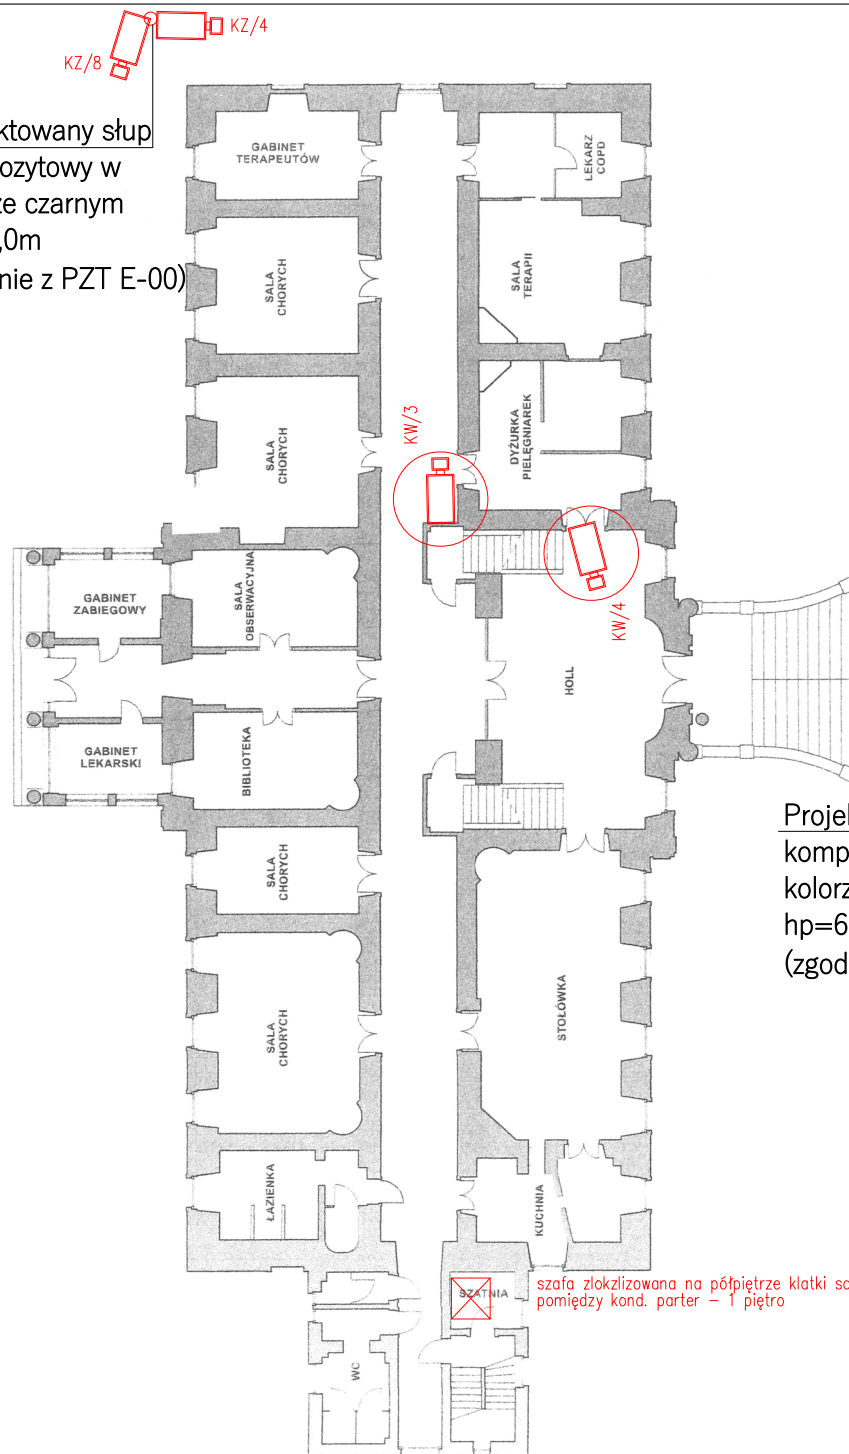 KZ/4
KZ/8
ktowany słup
ozytowy w
ze czarnym
,0m
nie z PZT E-00)
GABINET
TERAPEUTÓW
LEKARZ
COPD
SALA
CHORYCH
SALA
TERAPII
KW/3
SALA
CHORYCH
DYŻURKA
PIELĘGNIAREK
GABINET
ZABIEGOWY
SALA
OBSERWACYJNA
KW/4
HOLL
GABINET
LEKARSKI
BIBLIOTEKA
Projek
komp
kolorz
hp=6
(zgod
SALA
CHORYCH
STOŁÓWKA
SALA
CHORYCH
ŁAZIENKA
KUCHNIA
SZATNIA
szafa zlokzlizowana na półpiętrze klatki sc
pomiędzy kond. parter – 1 piętro
WC